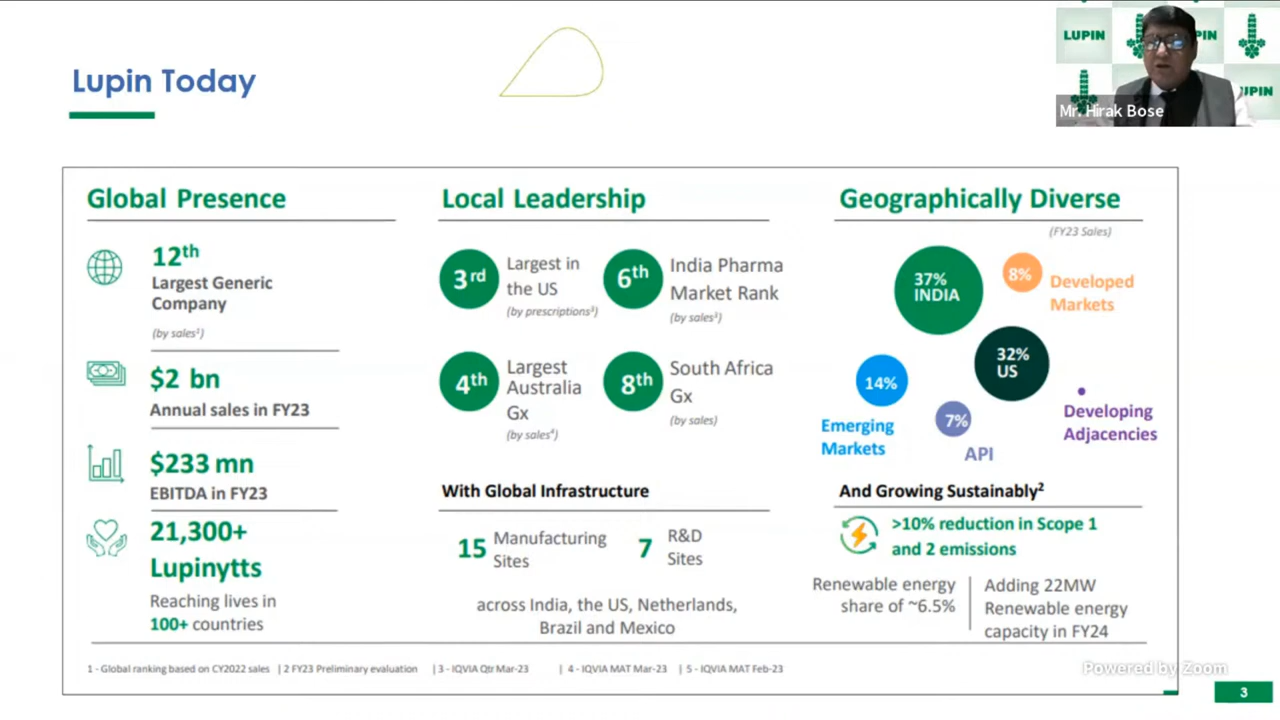 Lupin Today
LUPIN
PIN
UPIN
Mr. Hirak Bose
Global Presence
12th
Largest Generic
Company
(by sales¹)
$2 bn
Annual sales in FY23
$233 mn
EBITDA in FY23
21,300+
Lupinytts
Reaching lives in
100+ countries
Local Leadership
3rd
Largest in
the US
(by prescriptions³)
6th
India Pharma
Market Rank
(by sales³)
4th
Largest
Australia
Gx
(by sales⁴)
8th
South Africa
Gx
(by sales)
With Global Infrastructure
15
Manufacturing
Sites
7
R&D
Sites
across India, the US, Netherlands,
Brazil and Mexico
Geographically Diverse
(FY23 Sales)
37%
INDIA
8%
Developed
Markets
32%
US
14%
Emerging
Markets
7%
API
Developing
Adjacencies
And Growing Sustainably²
>10% reduction in Scope 1
and 2 emissions
Renewable energy
share of ~6.5%
Adding 22MW
Renewable energy
capacity in FY24
1 - Global ranking based on CY2022 sales | 2 FY23 Preliminary evaluation | 3 - IQVIA Qtr Mar-23 | 4 - IQVIA MAT Mar-23 | 5 - IQVIA MAT Feb-23
Powered by Zoom
3